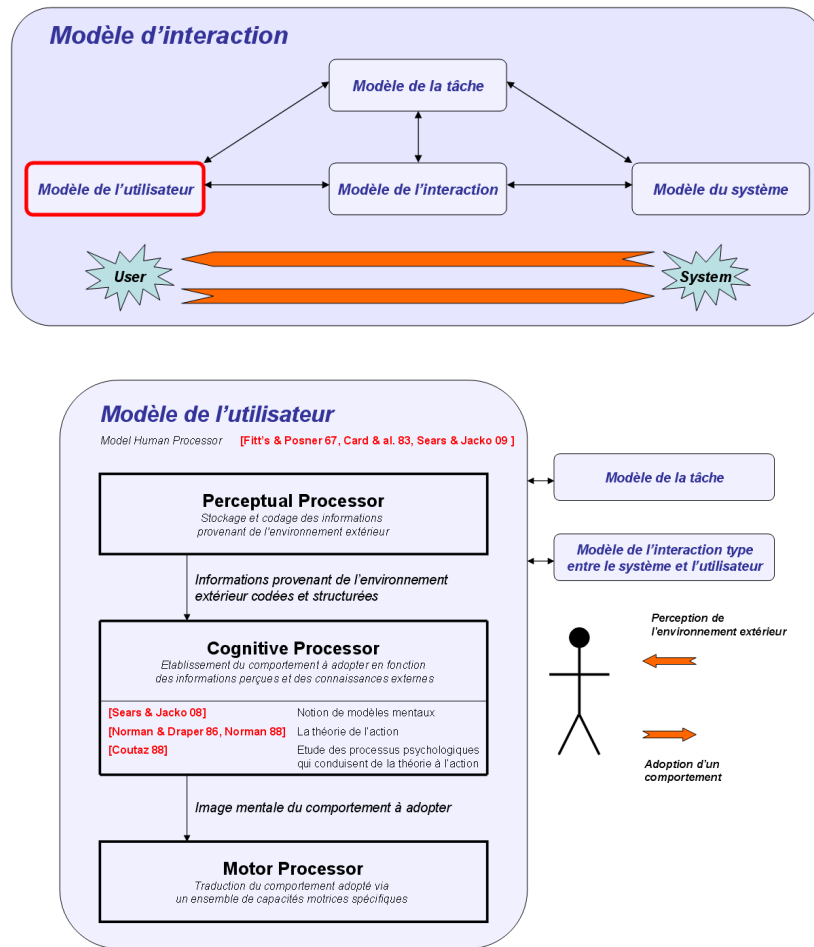 Modèle d'interaction
Modèle de la tâche
Modèle de l'utilisateur
Modèle de l'interaction
Modèle du système
User
System
Modèle de l'utilisateur
Model Human Processor [Fitt's & Posner 67, Card & al. 83, Sears & Jacko 09 ]
Perceptual Processor
Stockage et codage des informations
provenant de l'environnement extérieur
Informations provenant de l'environnement
extérieur codées et structurées
Cognitive Processor
Etablissement du comportement à adopter en fonction
des informations perçues et des connaissances externes
[Sears & Jacko 08] Notion de modèles mentaux
[Norman & Draper 86, Norman 88] La théorie de l'action
[Coutaz 88] Etude des processus psychologiques
qui conduisent de la théorie à l'action
Image mentale du comportement à adopter
Motor Processor
Traduction du comportement adopté via
un ensemble de capacités motrices spécifiques
Modèle de la tâche
Modèle de l'interaction type
entre le système et l'utilisateur
Perception de
l'environnement extérieur
Adoption d'un
comportement